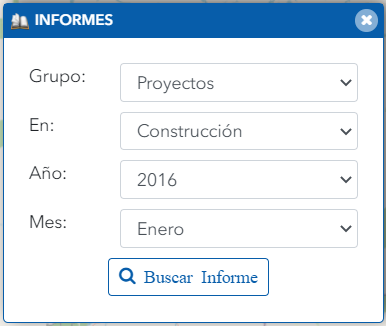 INFORMES
Grupo: Proyectos
En: Construcción
Año: 2016
Mes: Enero
Buscar Informe